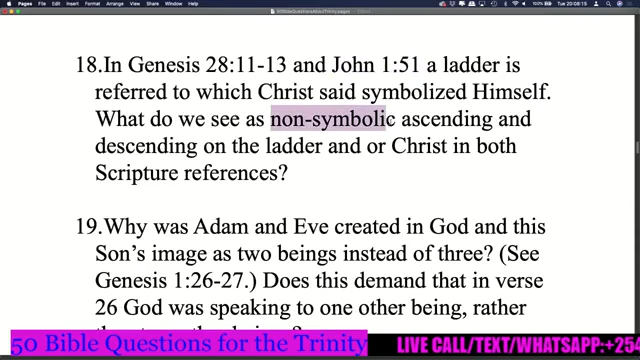 Pages File Edit Insert Format Arrange View Share Window Help
100% Tue 20:08:15
50BibleQuestionsAboutTrinity.pages
18.In Genesis 28:11-13 and John 1:51 a ladder is
referred to which Christ said symbolized Himself.
What do we see as non-symbolic ascending and
descending on the ladder and or Christ in both
Scripture references?
19.Why was Adam and Eve created in God and this
Son’s image as two beings instead of three? (See
Genesis 1:26-27.) Does this demand that in verse
26 God was speaking to one other being, rather
50 Bible Questions for the Trinity
LIVE CALL/TEXT/WHATSAPP:+254